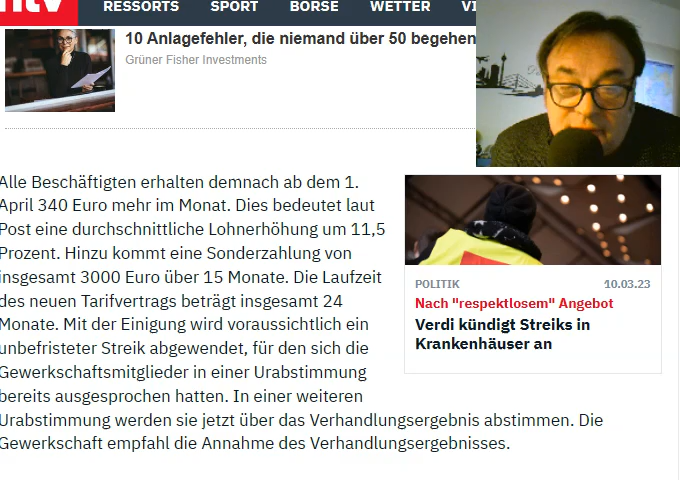 ntv
RESSORTS SPORT BÖRSE WETTER
10 Anlagefehler, die niemand über 50 begehen
Grüner Fisher Investments
Alle Beschäftigten erhalten demnach ab dem 1.
April 340 Euro mehr im Monat. Dies bedeutet laut
Post eine durchschnittliche Lohnerhöhung um 11,5
Prozent. Hinzu kommt eine Sonderzahlung von
insgesamt 3000 Euro über 15 Monate. Die Laufzeit
des neuen Tarifvertrags beträgt insgesamt 24
Monate. Mit der Einigung wird voraussichtlich ein
unbefristeter Streik abgewendet, für den sich die
Gewerkschaftsmitglieder in einer Urabstimmung
bereits ausgesprochen hatten. In einer weiteren
Urabstimmung werden sie jetzt über das Verhandlungsergebnis abstimmen. Die
Gewerkschaft empfahl die Annahme des Verhandlungsergebnisses.
POLITIK 10.03.23
Nach "respektlosem" Angebot
Verdi kündigt Streiks in
Krankenhäuser an